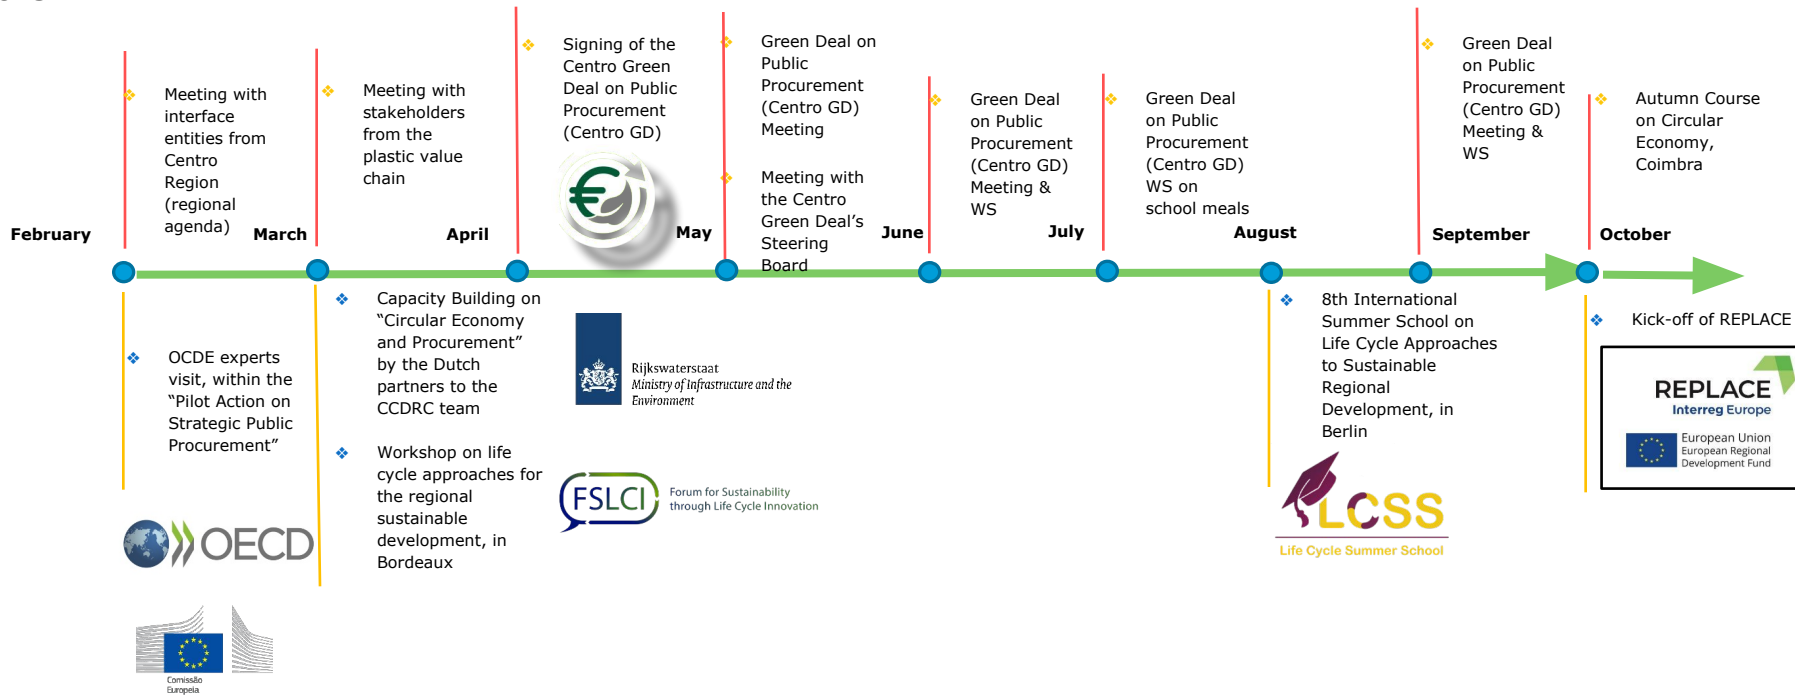 February
Meeting with
interface
entities from
Centro
Region
(regional
agenda)
OCDE experts
visit, within the
“Pilot Action on
Strategic Public
Procurement”
OECD
Comissão
Europeia
March
Meeting with
stakeholders
from the
plastic value
chain
Capacity Building on
“Circular Economy
and Procurement”
by the Dutch
partners to the
CCDRC team
Workshop on life
cycle approaches for
the regional
sustainable
development, in
Bordeaux
Rijkswaterstaat
Ministry of Infrastructure and the
Environment
FSLCI
Forum for Sustainability
through Life Cycle Innovation
April
Signing of the
Centro Green
Deal on Public
Procurement
(Centro GD)
May
Green Deal on
Public
Procurement
(Centro GD)
Meeting
Meeting with
the Centro
Green Deal’s
Steering
Board
June
Green Deal
on Public
Procurement
(Centro GD)
Meeting &
WS
July
Green Deal
on Public
Procurement
(Centro GD)
WS on
school meals
August
8th International
Summer School on
Life Cycle Approaches
to Sustainable
Regional
Development, in
Berlin
LCSS
Life Cycle Summer School
September
Green Deal
on Public
Procurement
(Centro GD)
Meeting &
WS
October
Autumn Course
on Circular
Economy,
Coimbra
Kick-off of REPLACE
REPLACE
Interreg Europe
European Union
European Regional
Development Fund